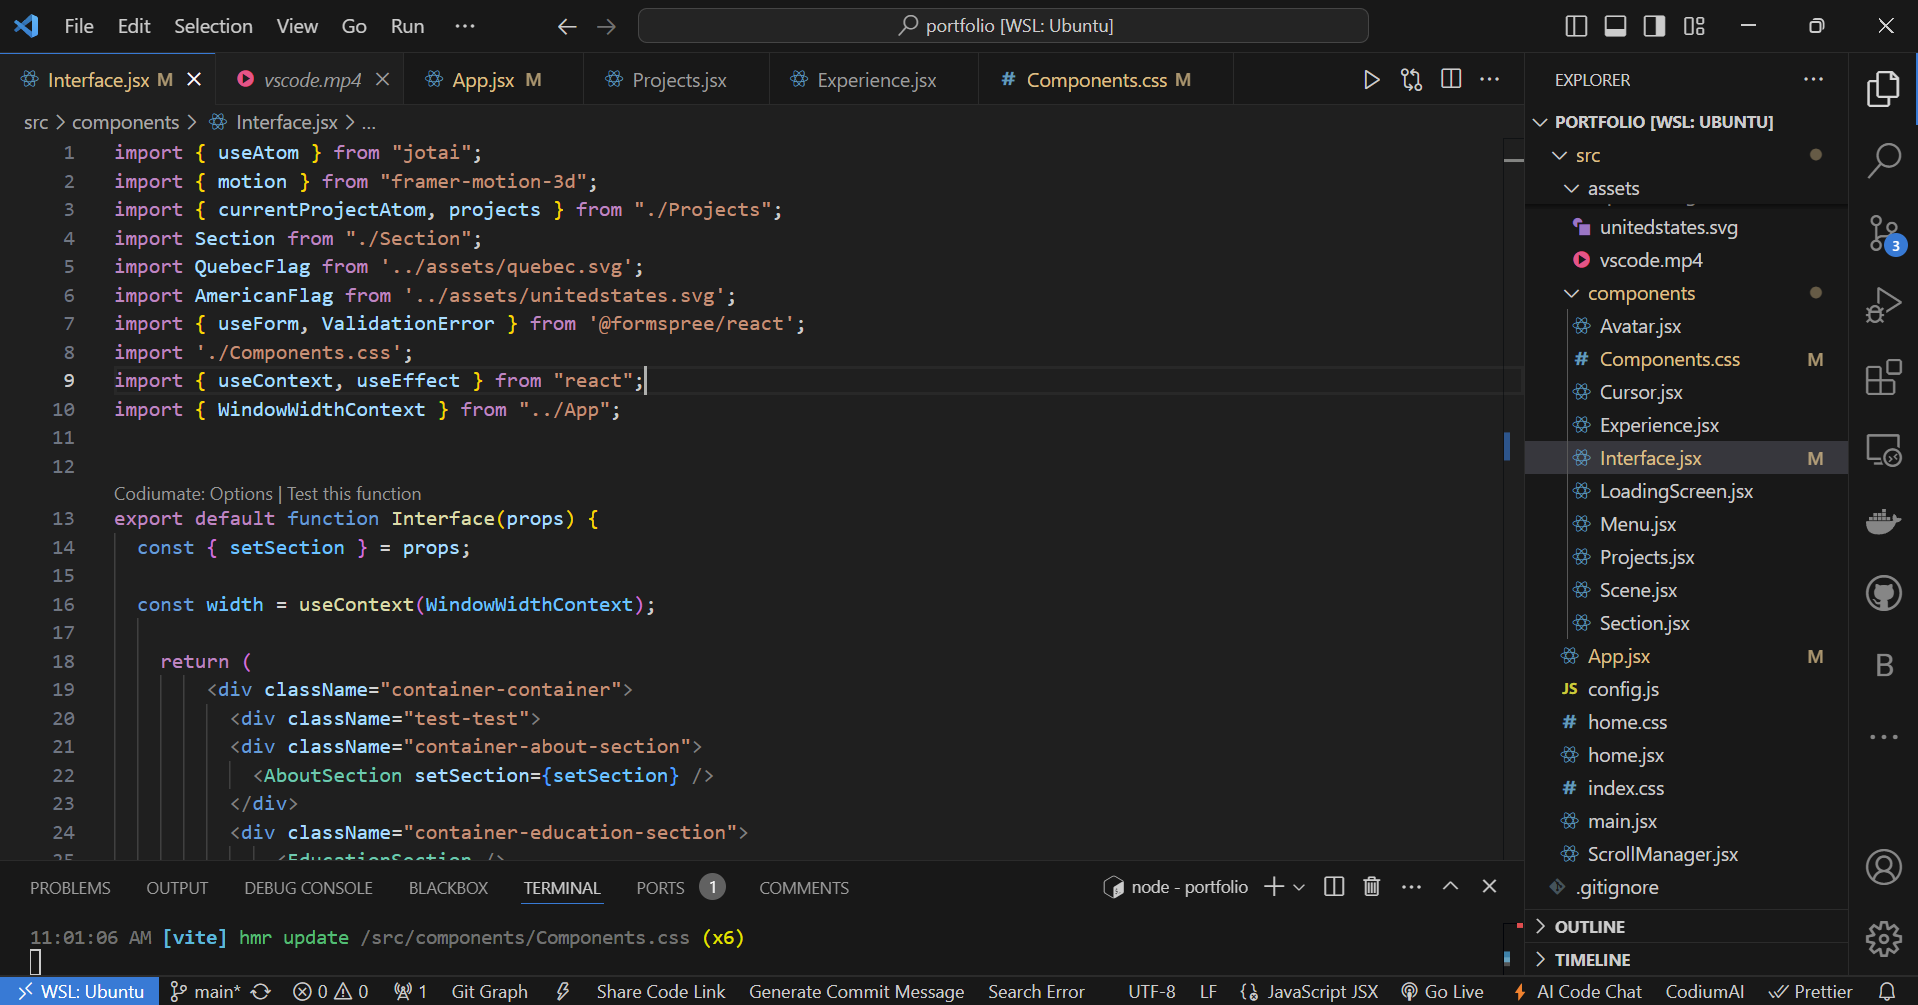 File Edit Selection View Go Run ...
portfolio [WSL: Ubuntu]
Interface.jsx M
vscode.mp4
App.jsx M
Projects.jsx
Experience.jsx
# Components.css M
src > components > Interface.jsx > ...
1 import { useAtom } from "jotai";
2 import { motion } from "framer-motion-3d";
3 import { currentProjectAtom, projects } from "./Projects";
4 import Section from "./Section";
5 import QuebecFlag from '../assets/quebec.svg';
6 import AmericanFlag from '../assets/unitedstates.svg';
7 import { useForm, ValidationError } from '@formspree/react';
8 import './Components.css';
9 import { useContext, useEffect } from "react";
10 import { WindowWidthContext } from "../App";
11
12
Codiumate: Options | Test this function
13 export default function Interface(props) {
14 const { setSection } = props;
15
16 const width = useContext(WindowWidthContext);
17
18 return (
19 <div className="container-container">
20 <div className="test-test">
21 <div className="container-about-section">
22 <AboutSection setSection={setSection} />
23 </div>
24 <div className="container-education-section">
25 <EducationSection />
EXPLORER
PORTFOLIO [WSL: UBUNTU]
src
assets
unitedstates.svg
vscode.mp4
components
Avatar.jsx
# Components.css M
Cursor.jsx
Experience.jsx
Interface.jsx M
LoadingScreen.jsx
Menu.jsx
Projects.jsx
Scene.jsx
Section.jsx
App.jsx M
JS config.js
# home.css
home.jsx
# index.css
main.jsx
ScrollManager.jsx
.gitignore
OUTLINE
TIMELINE
3
B
PROBLEMS OUTPUT DEBUG CONSOLE BLACKBOX TERMINAL PORTS 1 COMMENTS
node - portfolio
11:01:06 AM [vite] hmr update /src/components/Components.css (x6)
WSL: Ubuntu main* 0 0 1 Git Graph Share Code Link Generate Commit Message Search Error UTF-8 LF JavaScript JSX Go Live AI Code Chat CodiumAI Prettier